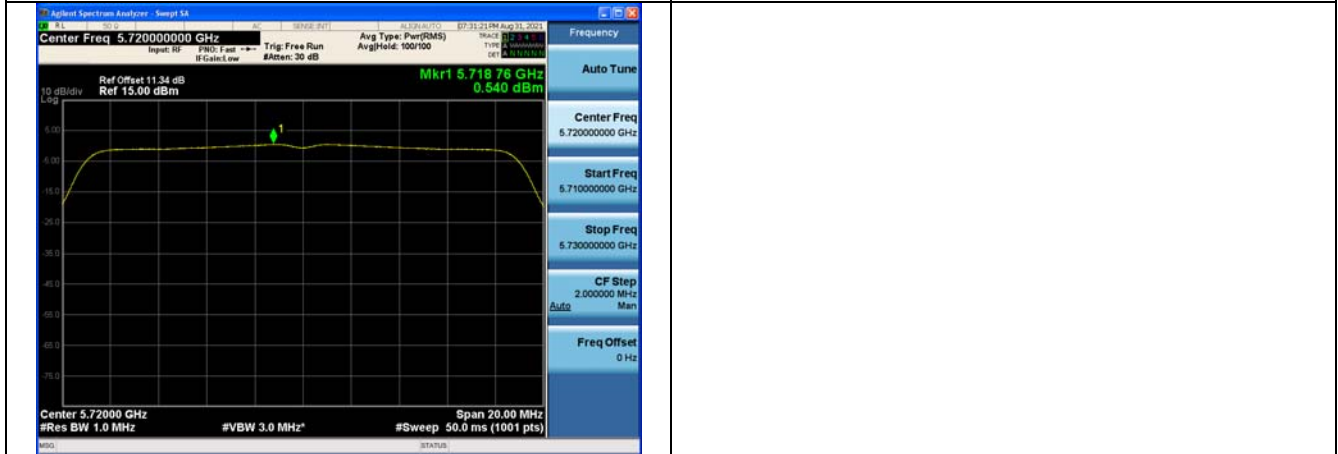 Agilent Spectrum Analyzer - Swept SA
RL 50 Ω AC SENSE:INT ALIGN AUTO 07:31:21 PM Aug 31, 2021
Center Freq 5.720000000 GHz
Input: RF PNO: Fast Trig: Free Run Avg Type: Pwr(RMS) TRACE 1 2 3 4 5 6
IFGain:Low #Atten: 30 dB Avg|Hold: 100/100 TYPE
DET A N N N N N
Frequency
Ref Offset 11.34 dB
10 dB/div Ref 15.00 dBm
Log
Mkr1 5.718 76 GHz
0.540 dBm
Auto Tune
1
5.00
-5.00
-15.0
-25.0
-35.0
-45.0
-55.0
-65.0
-75.0
Center Freq
5.720000000 GHz
Start Freq
5.710000000 GHz
Stop Freq
5.730000000 GHz
CF Step
2.000000 MHz
Auto Man
Freq Offset
0 Hz
Center 5.72000 GHz Span 20.00 MHz
#Res BW 1.0 MHz #VBW 3.0 MHz* #Sweep 50.0 ms (1001 pts)
MSG STATUS